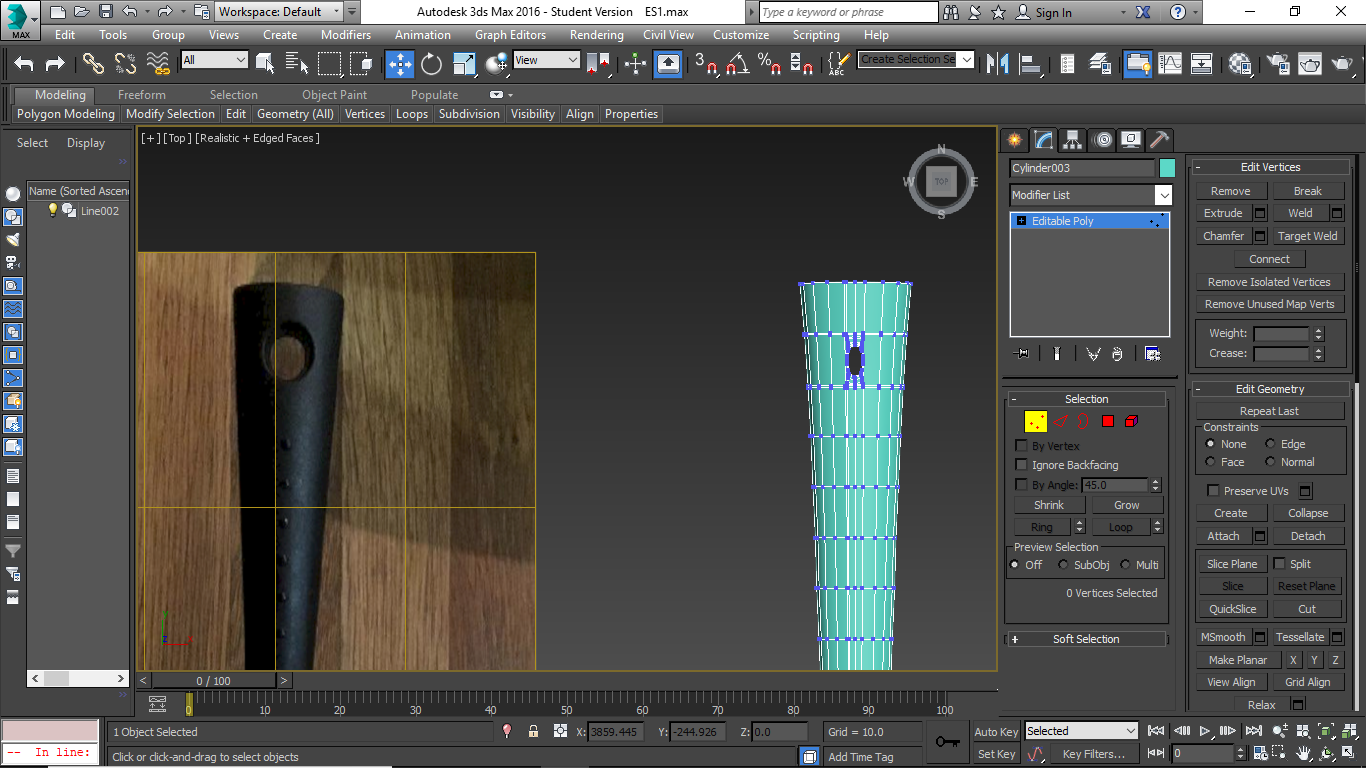 MAX
Workspace: Default
Autodesk 3ds Max 2016 - Student Version ES1.max
Type a keyword or phrase
Sign In
Edit Tools Group Views Create Modifiers Animation Graph Editors Rendering Civil View Customize Scripting Help
All
View
3
%
ABC
Create Selection Se
Modeling Freeform Selection Object Paint Populate
Polygon Modeling Modify Selection Edit Geometry (All) Vertices Loops Subdivision Visibility Align Properties
Select Display
Name (Sorted Ascen
Line002
[+] [Top] [Realistic + Edged Faces]
N
W TOP E
S
Cylinder003
Modifier List
Editable Poly
- Selection
By Vertex
Ignore Backfacing
By Angle: 45.0
Shrink Grow
Ring Loop
Preview Selection
Off SubObj Multi
0 Vertices Selected
+ Soft Selection
- Edit Vertices
Remove Break
Extrude Weld
Chamfer Target Weld
Connect
Remove Isolated Vertices
Remove Unused Map Verts
Weight:
Crease:
- Edit Geometry
Repeat Last
Constraints
None Edge
Face Normal
Preserve UVs
Create Collapse
Attach Detach
Slice Plane Split
Slice Reset Plane
QuickSlice Cut
MSmooth Tessellate
Make Planar X Y Z
View Align Grid Align
Relax
< 0 / 100 >
0 10 20 30 40 50 60 70 80 90 100
1 Object Selected
X: 3859.445 Y: -244.926 Z: 0.0
Grid = 10.0
Auto Key Selected
-- In line:
Click or click-and-drag to select objects
Add Time Tag
Set Key Key Filters...
0